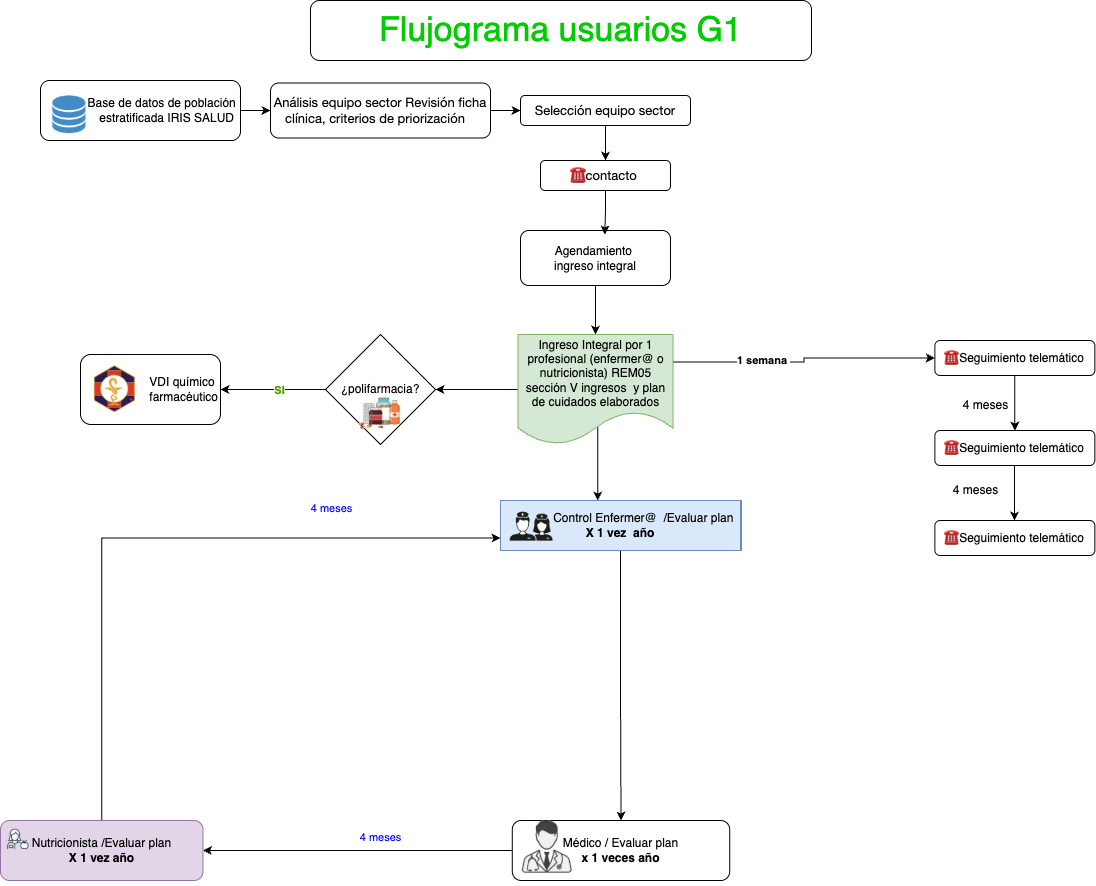 Flujograma usuarios G1
Base de datos de población
estratificada IRIS SALUD
Análisis equipo sector Revisión ficha
clínica, criterios de priorización
Selección equipo sector
contacto
Agendamiento
ingreso integral
Ingreso Integral por 1
profesional (enfermer@ o
nutricionista) REM05
sección V ingresos y plan
de cuidados elaborados
1 semana
Seguimiento telemático
4 meses
Seguimiento telemático
4 meses
Seguimiento telemático
¿polifarmacia?
SI
VDI químico
farmacéutico
4 meses
Control Enfermer@ /Evaluar plan
X 1 vez año
Médico / Evaluar plan
x 1 veces año
4 meses
Nutricionista /Evaluar plan
X 1 vez año